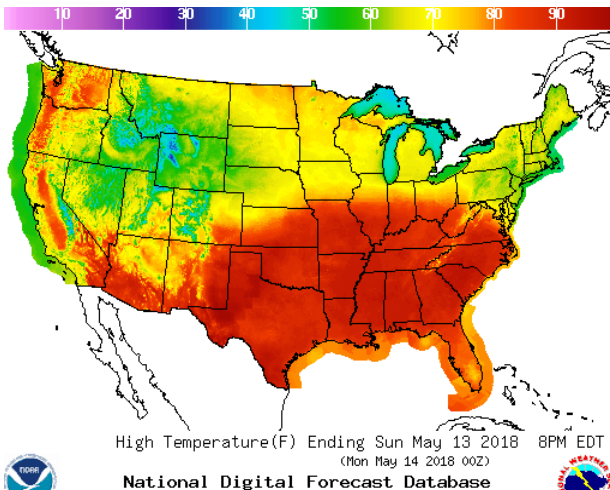 10 20 30 40 50 60 70 80 90
High Temperature(F) Ending Sun May 13 2018 8PM EDT
(Mon May 14 2018 00Z)
National Digital Forecast Database
noaa